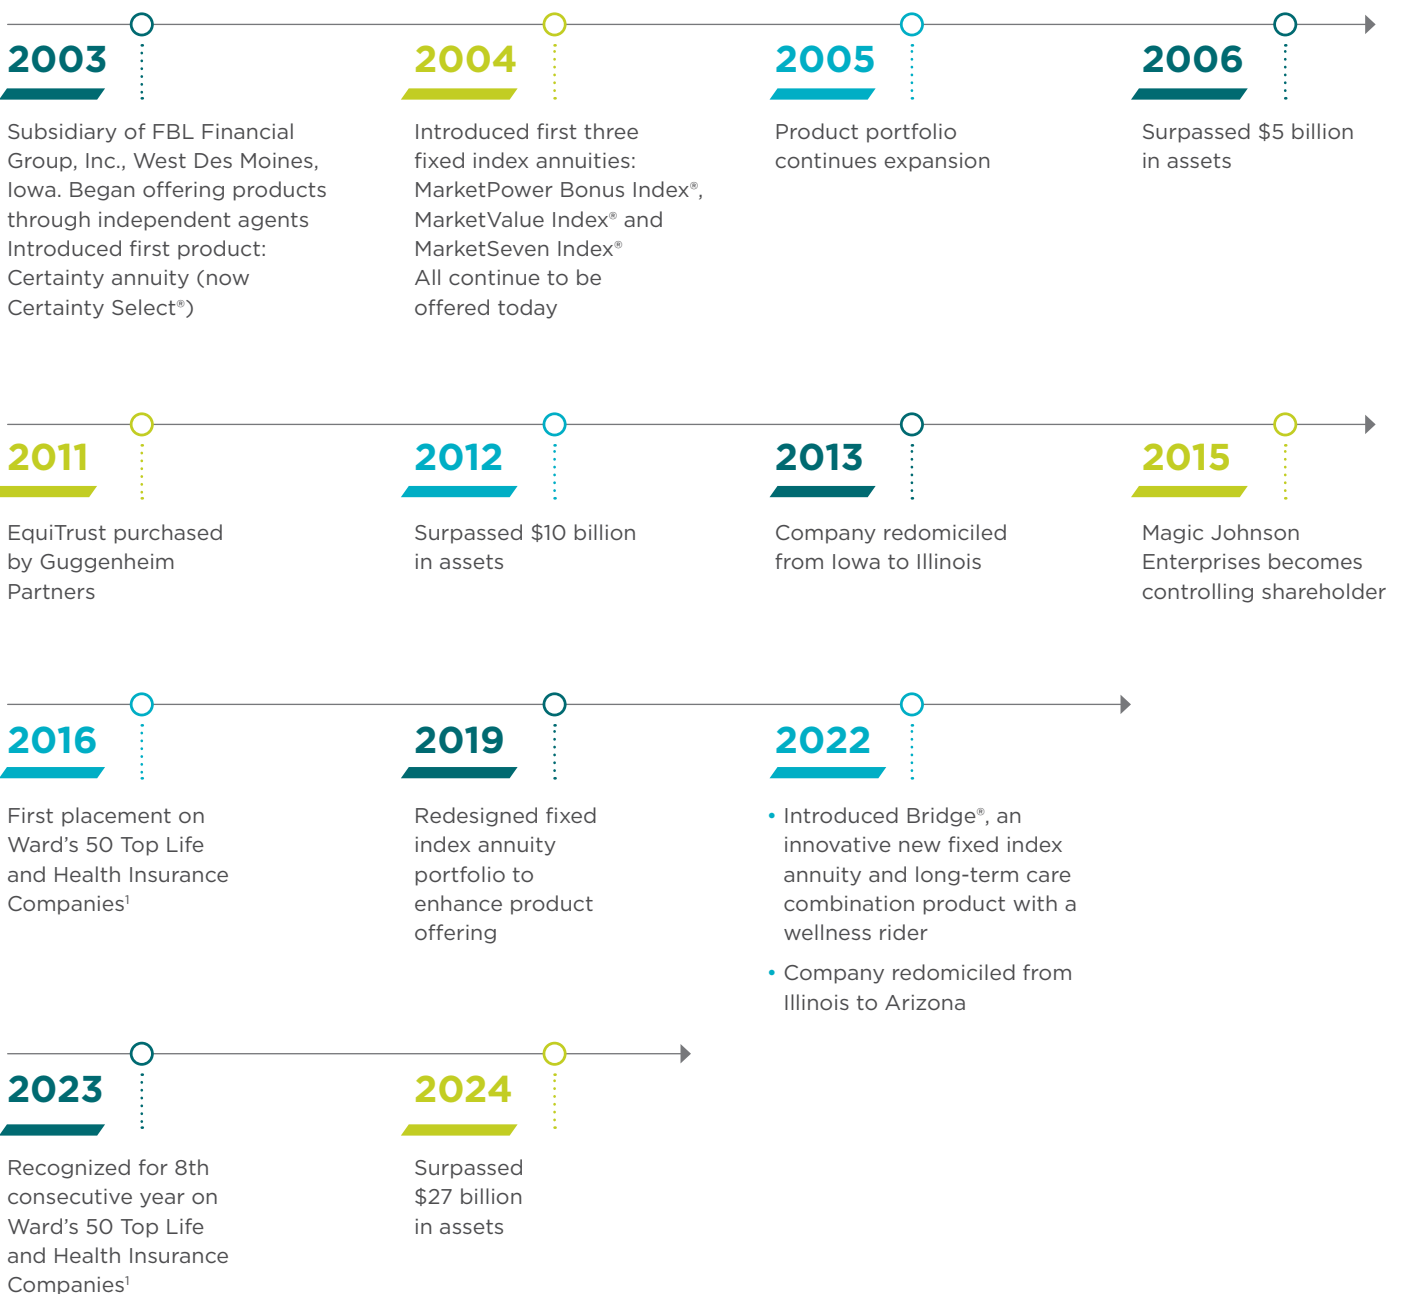 2003
Subsidiary of FBL Financial
Group, Inc., West Des Moines,
Iowa. Began offering products
through independent agents
Introduced first product:
Certainty annuity (now
Certainty Select®)
2004
Introduced first three
fixed index annuities:
MarketPower Bonus Index®,
MarketValue Index® and
MarketSeven Index®
All continue to be
offered today
2005
Product portfolio
continues expansion
2006
Surpassed $5 billion
in assets
2011
EquiTrust purchased
by Guggenheim
Partners
2012
Surpassed $10 billion
in assets
2013
Company redomiciled
from Iowa to Illinois
2015
Magic Johnson
Enterprises becomes
controlling shareholder
2016
First placement on
Ward's 50 Top Life
and Health Insurance
Companies¹
2019
Redesigned fixed
index annuity
portfolio to
enhance product
offering
2022
• Introduced Bridge®, an
innovative new fixed index
annuity and long-term care
combination product with a
wellness rider
• Company redomiciled from
Illinois to Arizona
2023
Recognized for 8th
consecutive year on
Ward's 50 Top Life
and Health Insurance
Companies¹
2024
Surpassed
$27 billion
in assets